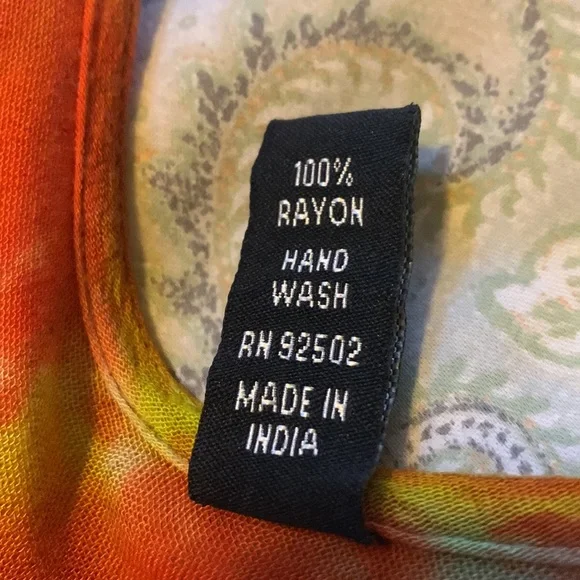 100%
RAYON
HAND
WASH
RN 92502
MADE IN
INDIA